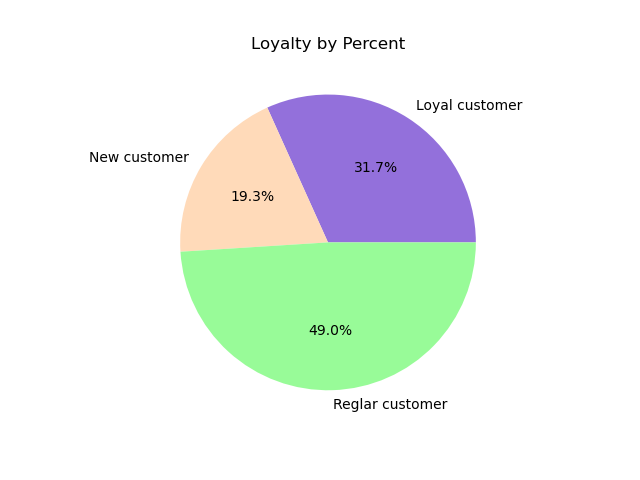 Loyalty by Percent
Loyal customer
31.7%
New customer
19.3%
49.0%
Reglar customer